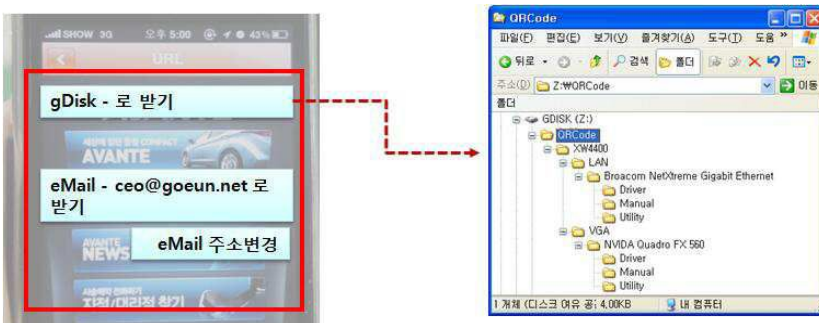 SHOW 3G 오후 5:00 43%
URL
gDisk - 로 받기
AVANTE
eMail - ceo@goeun.net 로
받기
AVANTE
NEWS
eMail 주소변경
지점/대리점 찾기
QRCode
파일(F) 편집(E) 보기(V) 즐겨찾기(A) 도구(T) 도움 »
뒤로 검색 폴더
주소(D) Z:₩QRCode 이동
폴더
GDISK (Z:)
QRCode
XW4400
LAN
Broacom NetXtreme Gigabit Ethernet
Driver
Manual
Utility
VGA
NVIDA Quadro FX 560
Driver
Manual
Utility
1 개체 (디스크 여유 공; 4,00KB 내 컴퓨터